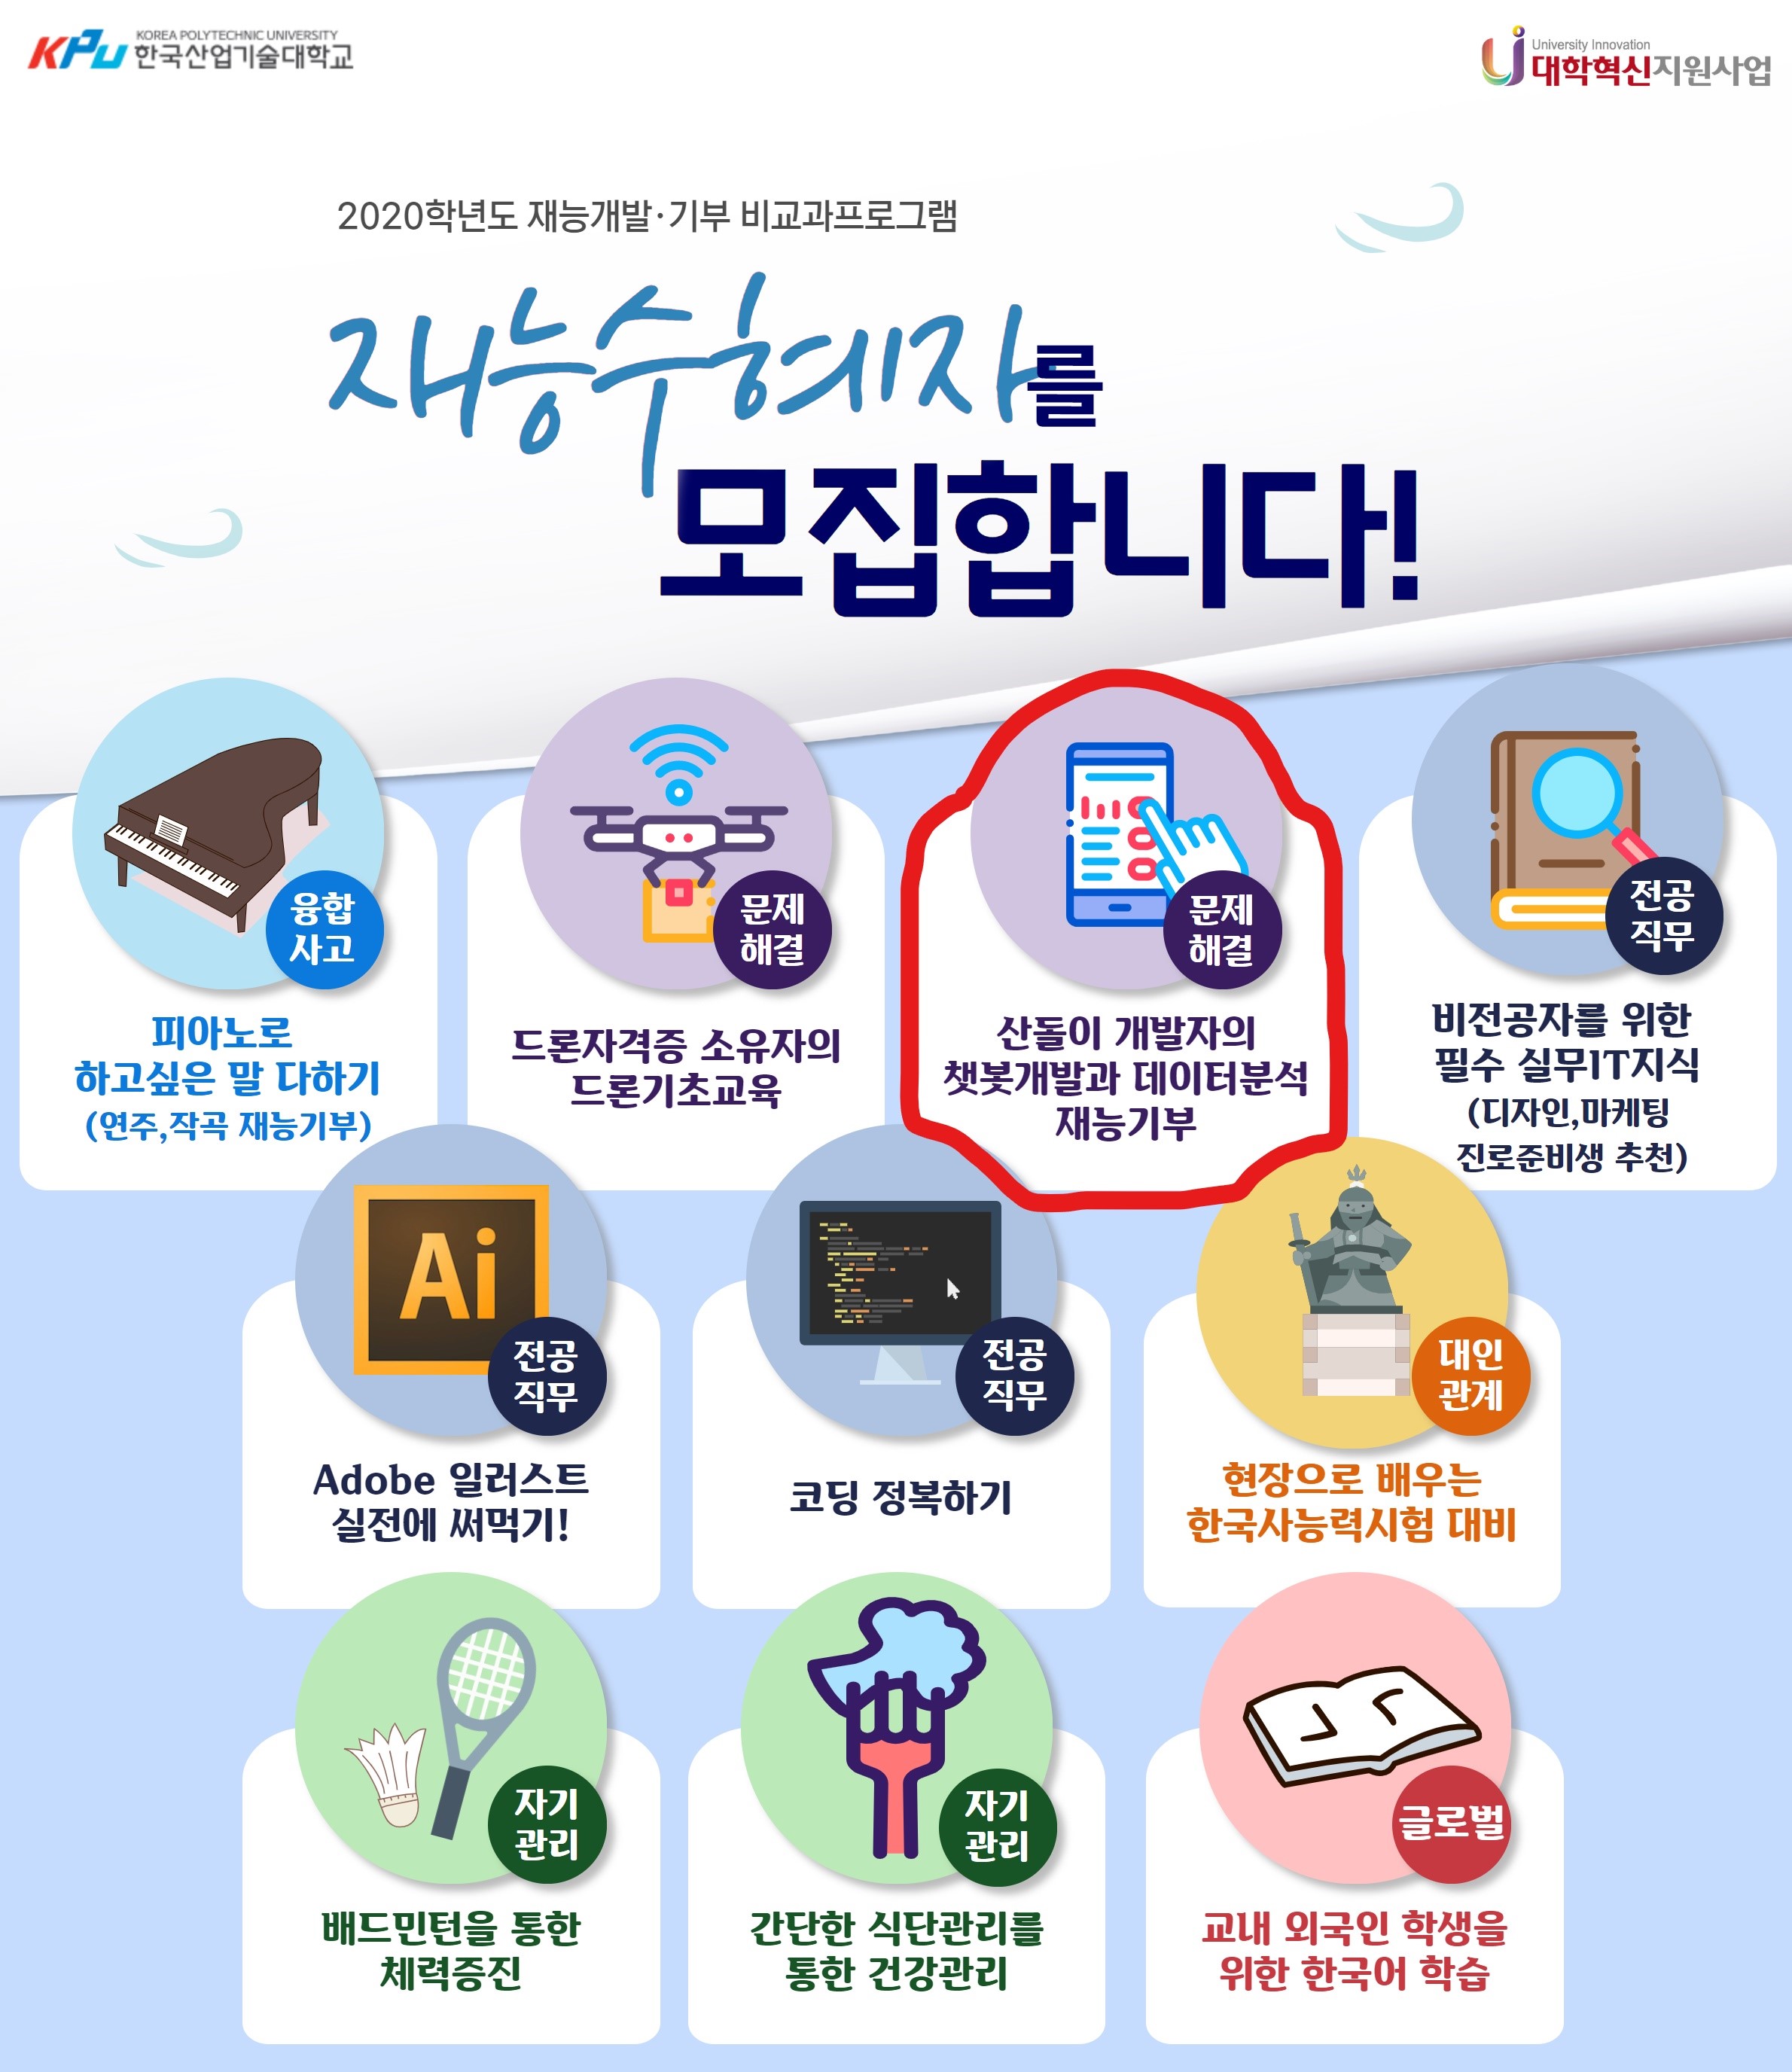 KPU KOREA POLYTECHNIC UNIVERSITY
한국산업기술대학교
University Innovation
대학혁신지원사업
2020학년도 재능개발·기부 비교과프로그램
재능수혜자를
모집합니다!
융합
사고
피아노로
하고싶은 말 다하기
(연주,작곡 재능기부)
문제
해결
드론자격증 소유자의
드론기초교육
문제
해결
산돌이 개발자의
챗봇개발과 데이터분석
재능기부
전공
직무
비전공자를 위한
필수 실무IT지식
(디자인,마케팅
진로준비생 추천)
Ai
전공
직무
Adobe 일러스트
실전에 써먹기!
전공
직무
코딩 정복하기
대인
관계
현장으로 배우는
한국사능력시험 대비
자기
관리
배드민턴을 통한
체력증진
자기
관리
간단한 식단관리를
통한 건강관리
ㄱ
글로벌
교내 외국인 학생을
위한 한국어 학습